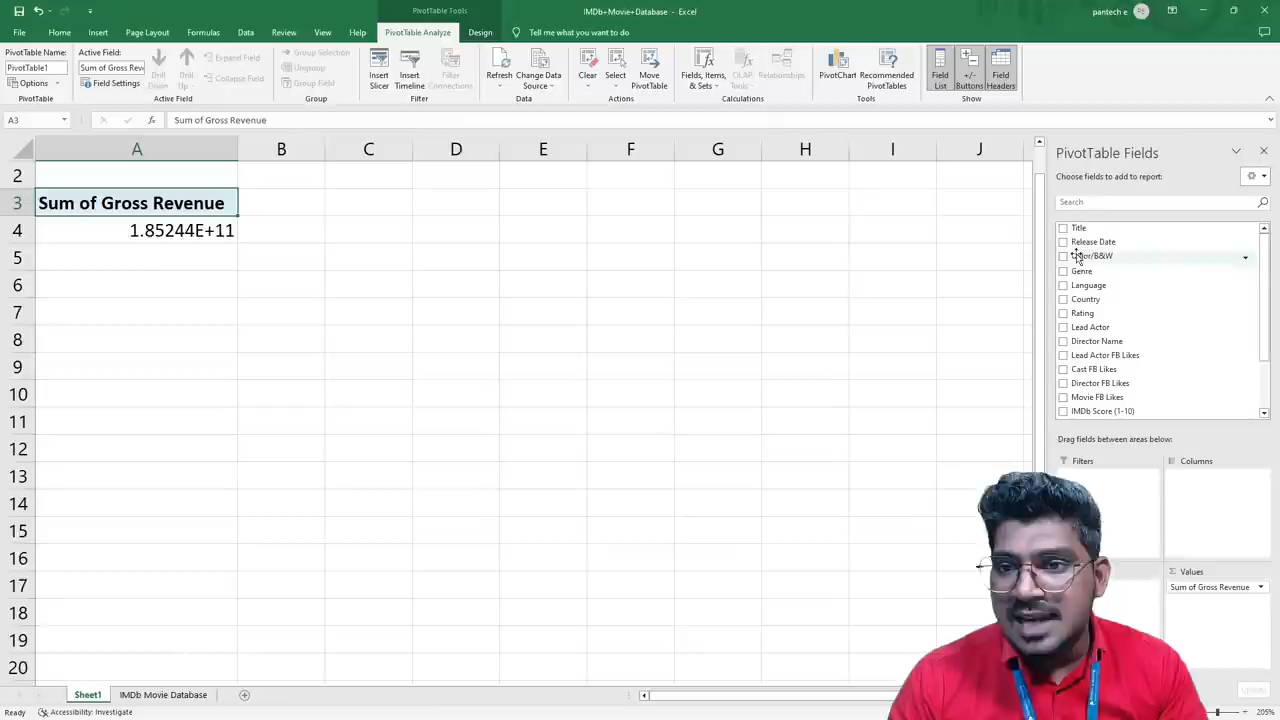 PivotTable Tools
IMDb+Movie+Database - Excel
pantech e
File Home Insert Page Layout Formulas Data Review View Help PivotTable Analyze Design Tell me what you want to do
PivotTable Name:
PivotTable1
Options
PivotTable
Active Field:
Sum of Gross Rev
Field Settings
Drill Down
Drill Up
Expand Field
Collapse Field
Active Field
Group Selection
Ungroup
Group Field
Group
Insert Slicer
Insert Timeline
Filter Connections
Filter
Refresh
Change Data Source
Data
Clear
Select
Move PivotTable
Actions
Fields, Items, & Sets
OLAP Tools
Relationships
Calculations
PivotChart
Recommended PivotTables
Tools
Field List
+/- Buttons
Field Headers
Show
A3
fx
Sum of Gross Revenue
A B C D E F G H I J
2
3 Sum of Gross Revenue
4 1.85244E+11
5
6
7
8
9
10
11
12
13
14
15
16
17
18
19
20
PivotTable Fields
Choose fields to add to report:
Search
Title
Release Date
Genre
Language
Country
Rating
Lead Actor
Director Name
Lead Actor FB Likes
Cast FB Likes
Director FB Likes
Movie FB Likes
IMDb Score (1-10)
Drag fields between areas below:
Filters
Columns
Σ Values
Sum of Gross Revenue
Sheet1 IMDb Movie Database
Ready Accessibility: Investigate
205%